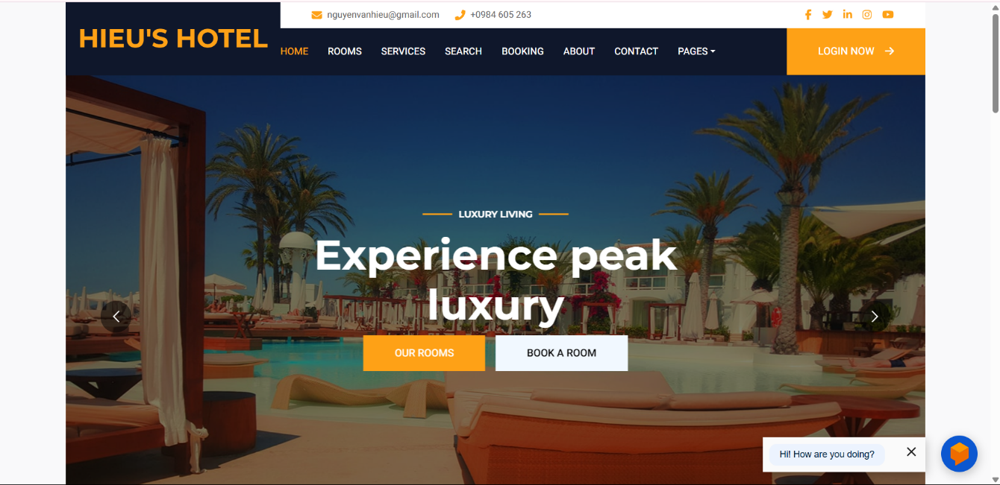 nguyenvanhieu@gmail.com +0984 605 263
HIEU'S HOTEL
HOME ROOMS SERVICES SEARCH BOOKING ABOUT CONTACT PAGES LOGIN NOW
LUXURY LIVING
Experience peak
luxury
OUR ROOMS BOOK A ROOM
Hi! How are you doing?